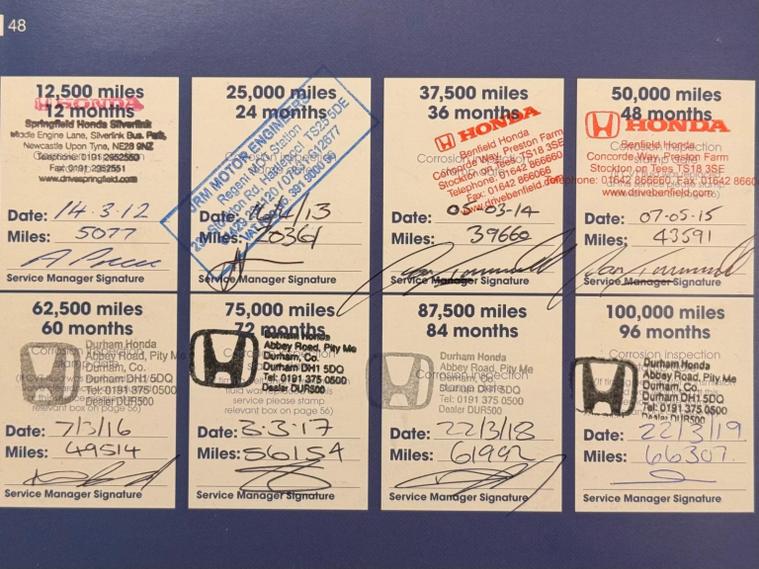 48
12,500 miles
12 months
HONDA
Springfield Honda Silverlink
Made Engine Lane, Silverlink Bus. Park,
Newcastle Upon Tyne, NE28 9NZ
Telephone: 0191 2952550
Fax: 0191 2952551
www.drivespringfield.com
Date: 14.3.12
Miles: 5077
Service Manager Signature
25,000 miles
24 months
JRM MOTOR ENGINEERS
Regent Motor Station
Date: /13
Miles: 20361
Service Manager Signature
37,500 miles
36 months
HONDA
Benfield Honda
Concorde Way, Preston Farm
Stockton on Tees, TS18 3SE
Telephone: 01642 866660
Fax: 01642 866066
www.drivebenfield.com
Date: 05-03-14
Miles: 39660
Service Manager Signature
50,000 miles
48 months
HONDA
Benfield Honda
Concorde Way, Preston Farm
Stockton on Tees TS18 3SE
Telephone: 01642 866660, Fax: 01642
www.drivebenfield.com
Date: 07-05-15
Miles: 43591
Service Manager Signature
62,500 miles
60 months
Corrosion inspection
Durham Honda
Abbey Road, Pity Me
Durham, Co.
Durham DH1 5DQ
Tel: 0191 375 0500
Dealer DUR500
relevant box on page 56)
Date: 7/3/16
Miles: 49514
Service Manager Signature
75,000 miles
72 months
Durham Honda
Abbey Road, Pity Me
Durham, Co.
Durham DH1 5DQ
Tel: 0191 375 0500
Dealer DUR500
service please stamp
relevant box on page 56)
Date: 3.3.17
Miles: 56154
Service Manager Signature
87,500 miles
84 months
Durham Honda
Abbey Road, Pity Me
Corrosion inspection
Durham, Co.
Durham DH1 5DQ
Tel: 0191 375 0500
Dealer DUR500
Date: 22/3/18
Miles: 61992
Service Manager Signature
100,000 miles
96 months
Corrosion inspection
Durham Honda
Abbey Road, Pity Me
Durham, Co.
Durham DH1 5DQ
Tel: 0191 375 0500
Dealer DUR500
Date: 22/3/19
Miles: 66307.
Service Manager Signature